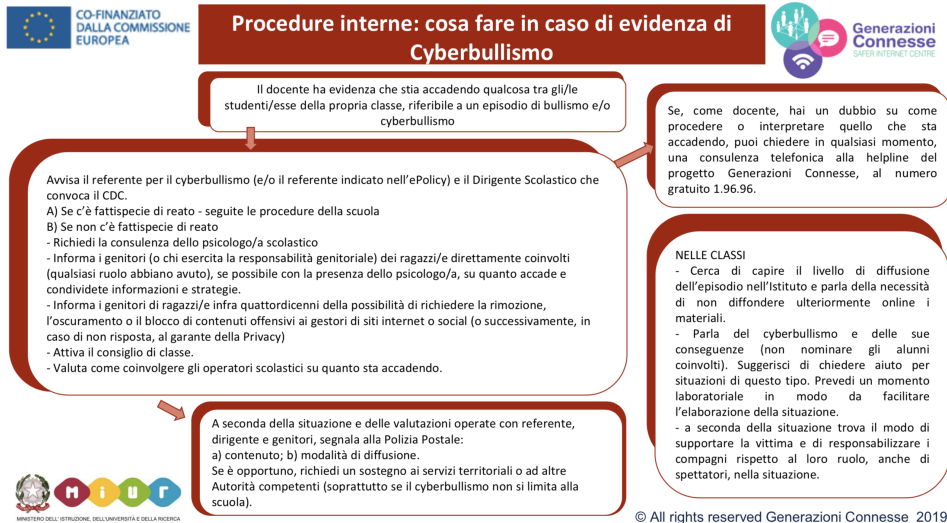 CO-FINANZIATO
DALLA COMMISSIONE
EUROPEA
Procedure interne: cosa fare in caso di evidenza di
Cyberbullismo
Generazioni
Connesse
SAFER INTERNET CENTRE
Il docente ha evidenza che stia accadendo qualcosa tra gli/le
studenti/esse della propria classe, riferibile a un episodio di bullismo e/o
cyberbullismo
Se, come docente, hai un dubbio su come
procedere o interpretare quello che sta
accadendo, puoi chiedere in qualsiasi momento,
una consulenza telefonica alla helpline del
progetto Generazioni Connesse, al numero
gratuito 1.96.96.
Avvisa il referente per il cyberbullismo (e/o il referente indicato nell'ePolicy) e il Dirigente Scolastico che
convoca il CDC.
A) Se c'è fattispecie di reato - seguite le procedure della scuola
B) Se non c'è fattispecie di reato
- Richiedi la consulenza dello psicologo/a scolastico
- Informa i genitori (o chi esercita la responsabilità genitoriale) dei ragazzi/e direttamente coinvolti
(qualsiasi ruolo abbiano avuto), se possibile con la presenza dello psicologo/a, su quanto accade e
condividete informazioni e strategie.
- Informa i genitori di ragazzi/e infra quattordicenni della possibilità di richiedere la rimozione,
l'oscuramento o il blocco di contenuti offensivi ai gestori di siti internet o social (o successivamente, in
caso di non risposta, al garante della Privacy)
- Attiva il consiglio di classe.
- Valuta come coinvolgere gli operatori scolastici su quanto sta accadendo.
NELLE CLASSI
- Cerca di capire il livello di diffusione
dell'episodio nell'Istituto e parla della necessità
di non diffondere ulteriormente online i
materiali.
- Parla del cyberbullismo e delle sue
conseguenze (non nominare gli alunni
coinvolti). Suggerisci di chiedere aiuto per
situazioni di questo tipo. Prevedi un momento
laboratoriale in modo da facilitare
l'elaborazione della situazione.
- a seconda della situazione trova il modo di
supportare la vittima e di responsabilizzare i
compagni rispetto al loro ruolo, anche di
spettatori, nella situazione.
A seconda della situazione e delle valutazioni operate con referente,
dirigente e genitori, segnala alla Polizia Postale:
a) contenuto; b) modalità di diffusione.
Se è opportuno, richiedi un sostegno ai servizi territoriali o ad altre
Autorità competenti (soprattutto se il cyberbullismo non si limita alla
scuola).
miur
MINISTERO DELL' ISTRUZIONE, DELL'UNIVERSITÀ E DELLA RICERCA
© All rights reserved Generazioni Connesse 2019